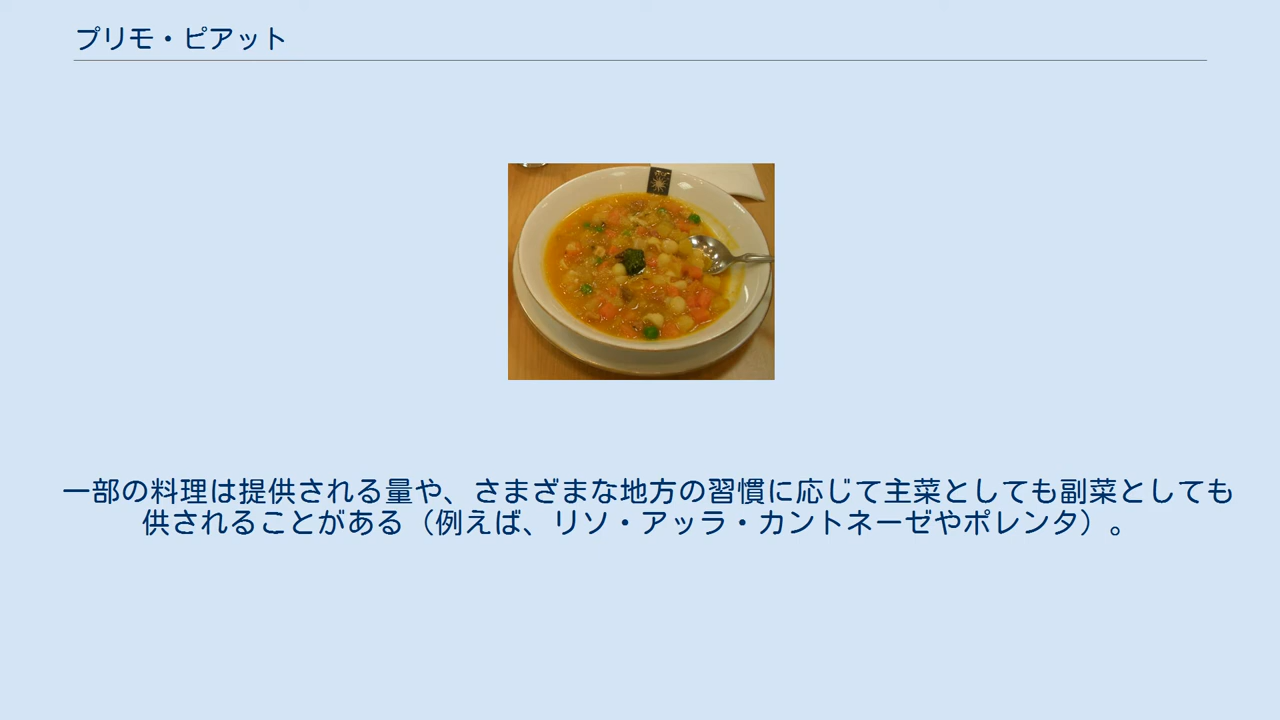 プリモ・ピアット
一部の料理は提供される量や、さまざまな地方の習慣に応じて主菜としても副菜としても
供されることがある（例えば、リソ・アッラ・カントネーゼやポレンタ）。